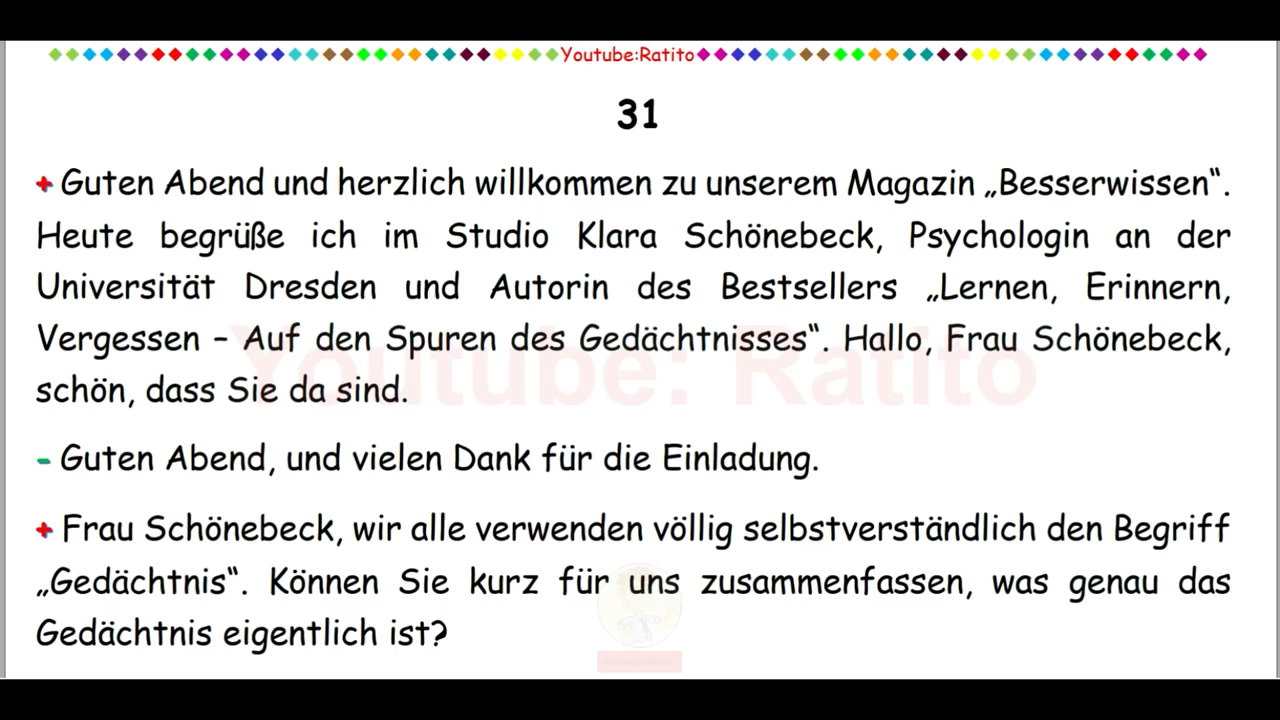 Youtube:Ratito
31
+ Guten Abend und herzlich willkommen zu unserem Magazin „Besserwissen“.
Heute begrüße ich im Studio Klara Schönebeck, Psychologin an der
Universität Dresden und Autorin des Bestsellers „Lernen, Erinnern,
Vergessen – Auf den Spuren des Gedächtnisses“. Hallo, Frau Schönebeck,
schön, dass Sie da sind.
Youtube: Ratito
- Guten Abend, und vielen Dank für die Einladung.
+ Frau Schönebeck, wir alle verwenden völlig selbstverständlich den Begriff
„Gedächtnis“. Können Sie kurz für uns zusammenfassen, was genau das
Gedächtnis eigentlich ist?